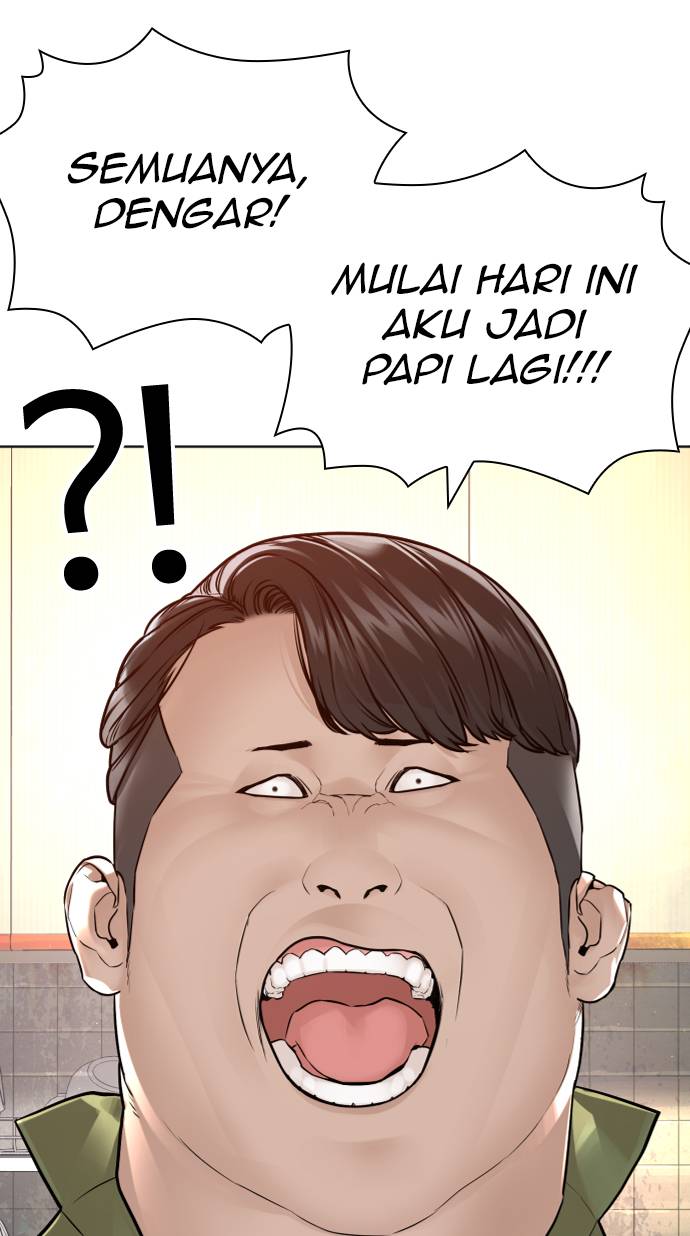 SEMUANYA,
DENGAR!
MULAI HARI INI
AKU JADI
PAPI LAGI!!!
?!